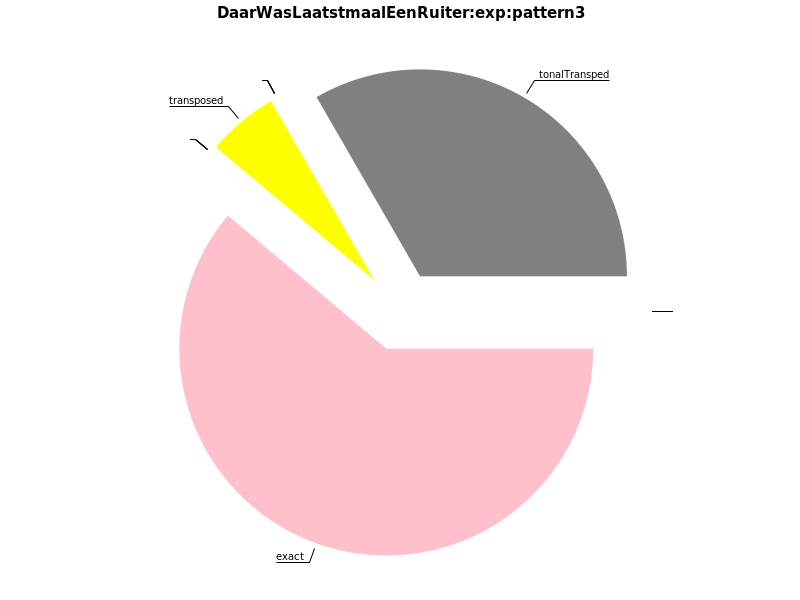 DaarWasLaatstmaalEenRuiter:exp:pattern3
tonalTransped
transposed
exact